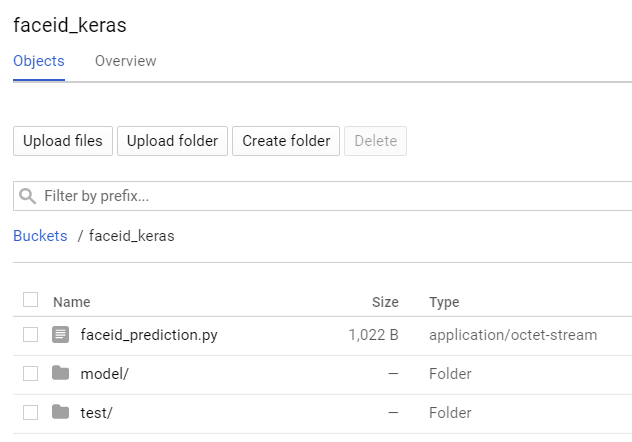 faceid_keras
Objects Overview
Upload files Upload folder Create folder Delete
Filter by prefix...
Buckets / faceid_keras
Name Size Type
faceid_prediction.py 1,022 B application/octet-stream
model/ — Folder
test/ — Folder